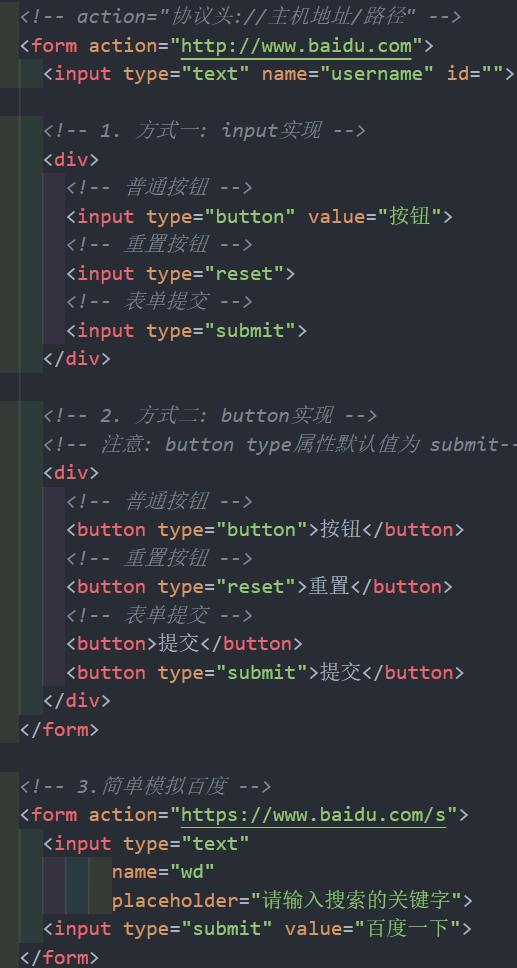 <!-- action="协议头://主机地址/路径" -->
<form action="http://www.baidu.com">
  <input type="text" name="username" id="">

  <!-- 1. 方式一: input实现 -->
  <div>
    <!-- 普通按钮 -->
    <input type="button" value="按钮">
    <!-- 重置按钮 -->
    <input type="reset">
    <!-- 表单提交 -->
    <input type="submit">
  </div>

  <!-- 2. 方式二: button实现 -->
  <!-- 注意: button type属性默认值为 submit--
  <div>
    <!-- 普通按钮 -->
    <button type="button">按钮</button>
    <!-- 重置按钮 -->
    <button type="reset">重置</button>
    <!-- 表单提交 -->
    <button>提交</button>
    <button type="submit">提交</button>
  </div>
</form>

<!-- 3.简单模拟百度 -->
<form action="https://www.baidu.com/s">
  <input type="text"
        name="wd"
        placeholder="请输入搜索的关键字">
  <input type="submit" value="百度一下">
</form>